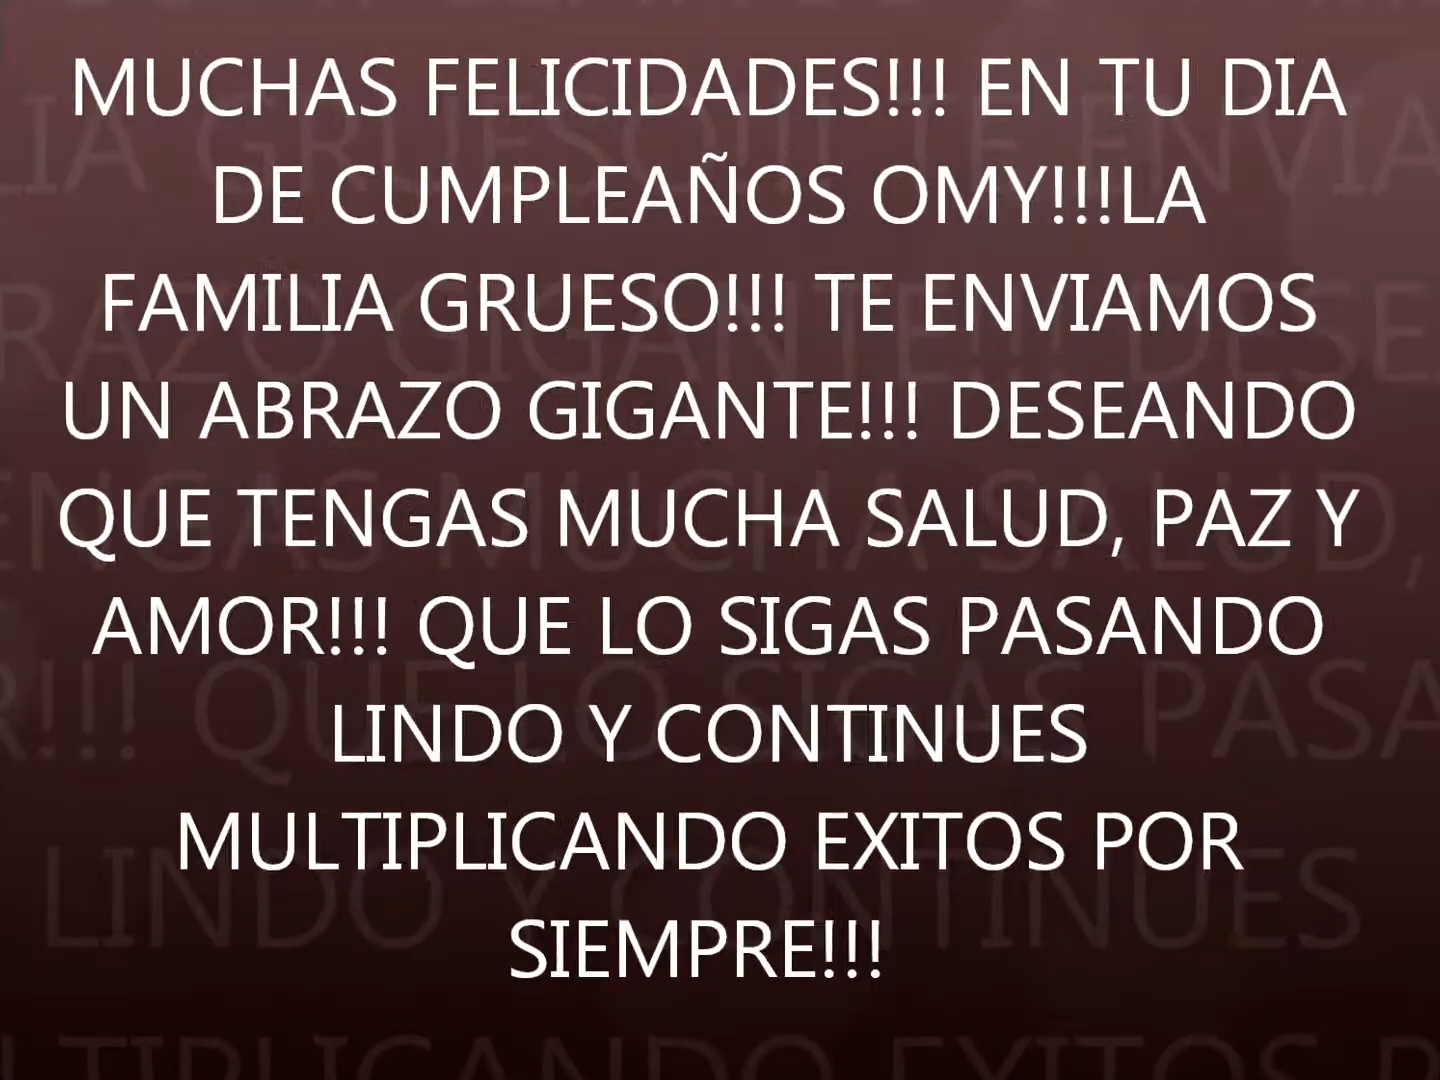 MUCHAS FELICIDADES!!! EN TU DIA
DE CUMPLEAÑOS OMY!!!LA
FAMILIA GRUESO!!! TE ENVIAMOS
UN ABRAZO GIGANTE!!! DESEANDO
QUE TENGAS MUCHA SALUD, PAZ Y
AMOR!!! QUE LO SIGAS PASANDO
LINDO Y CONTINUES
MULTIPLICANDO EXITOS POR
SIEMPRE!!!